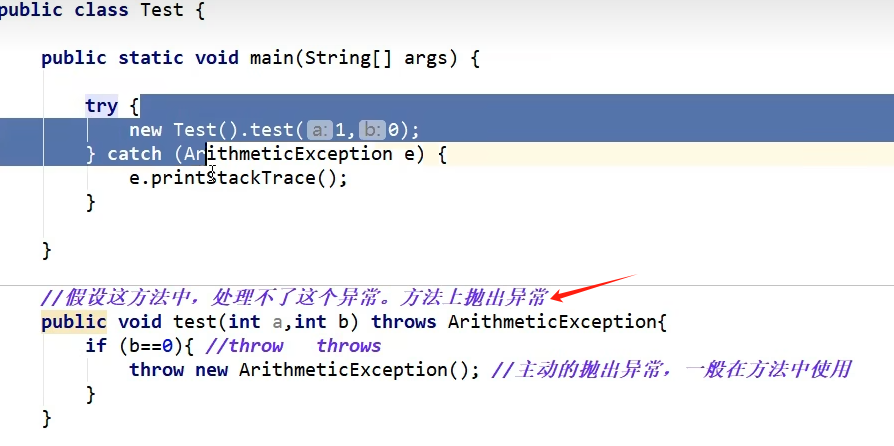 public class Test {
public static void main(String[] args) {
try {
new Test().test( a: 1, b: 0);
} catch (ArithmeticException e) {
e.printStackTrace();
}
}
//假设这方法中，处理不了这个异常。方法上抛出异常
public void test(int a,int b) throws ArithmeticException{
if (b==0){ //throw   throws
throw new ArithmeticException(); //主动的抛出异常，一般在方法中使用
}
}